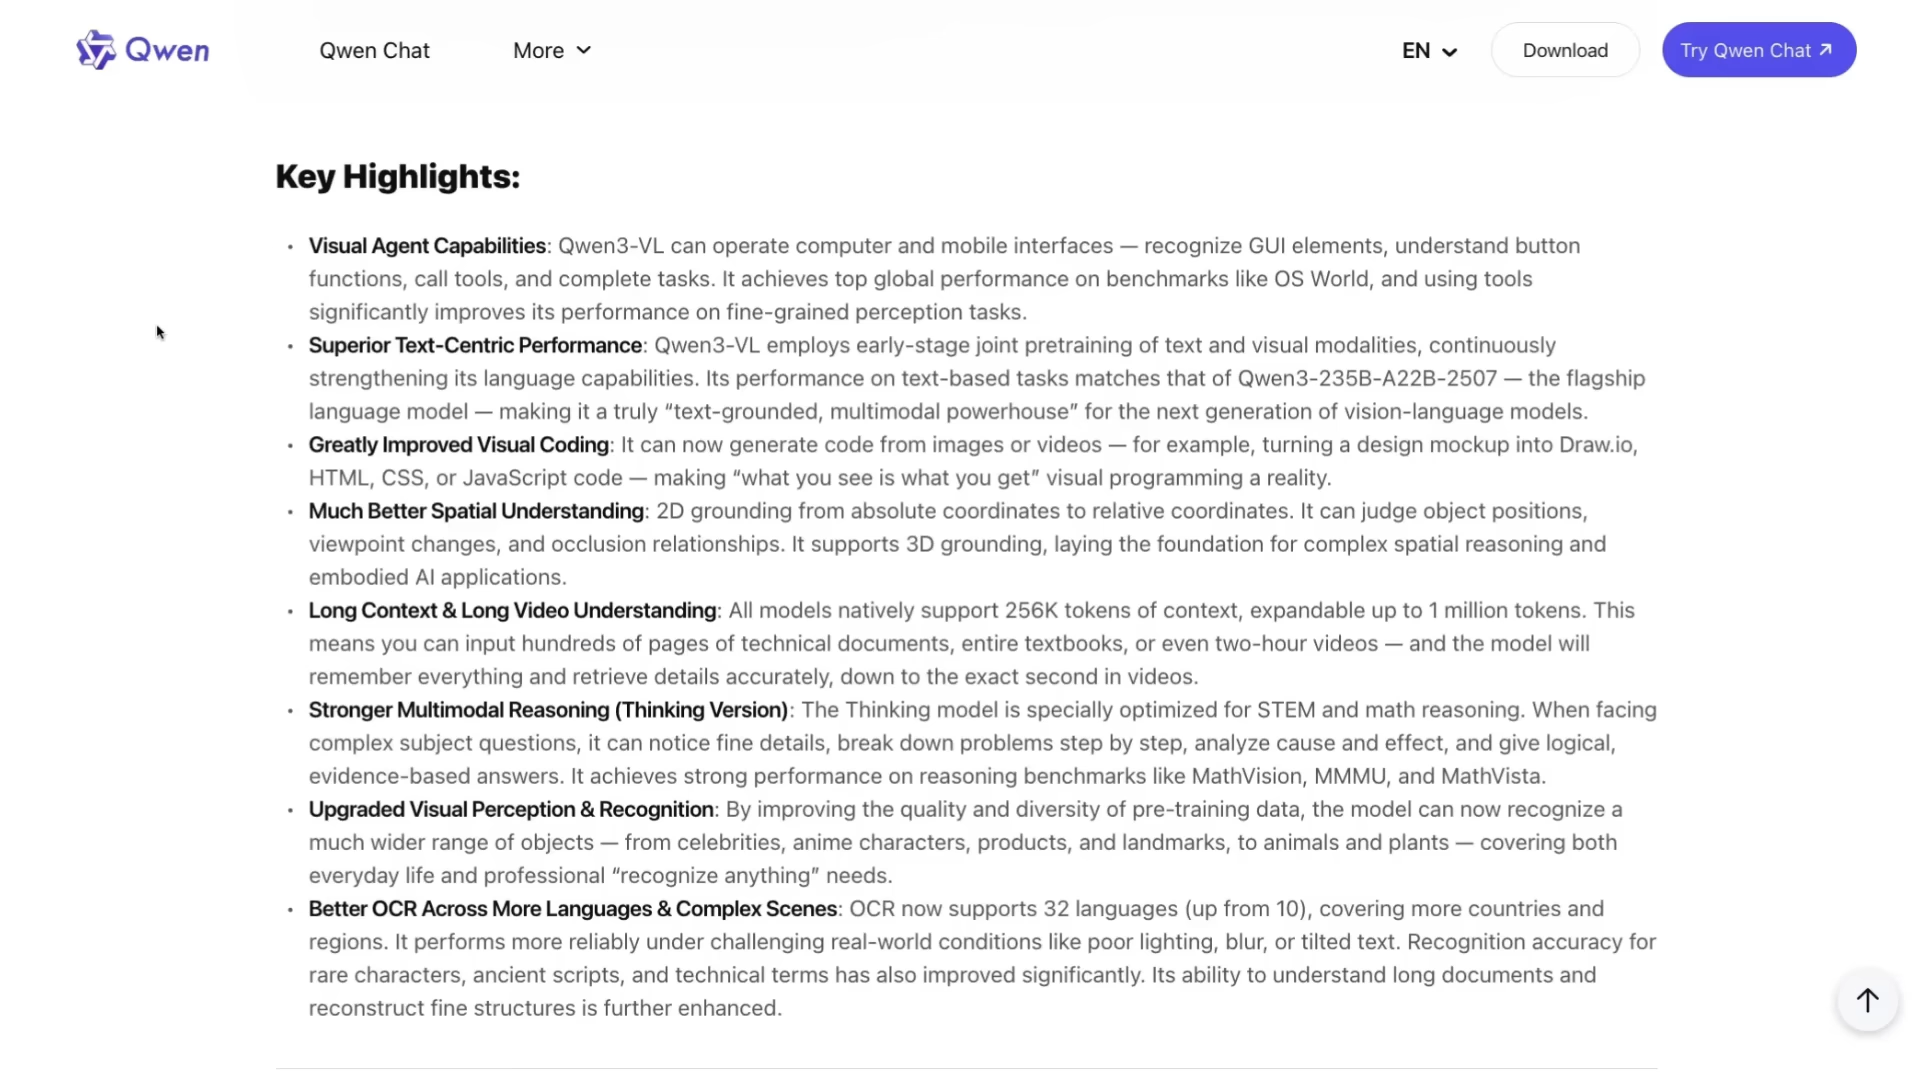 Qwen
Qwen Chat
More
EN
Download
Try Qwen Chat
Key Highlights:
Visual Agent Capabilities: Qwen3-VL can operate computer and mobile interfaces — recognize GUI elements, understand button
functions, call tools, and complete tasks. It achieves top global performance on benchmarks like OS World, and using tools
significantly improves its performance on fine-grained perception tasks.
Superior Text-Centric Performance: Qwen3-VL employs early-stage joint pretraining of text and visual modalities, continuously
strengthening its language capabilities. Its performance on text-based tasks matches that of Qwen3-235B-A22B-2507 — the flagship
language model — making it a truly “text-grounded, multimodal powerhouse” for the next generation of vision-language models.
Greatly Improved Visual Coding: It can now generate code from images or videos — for example, turning a design mockup into Draw.io,
HTML, CSS, or JavaScript code — making “what you see is what you get” visual programming a reality.
Much Better Spatial Understanding: 2D grounding from absolute coordinates to relative coordinates. It can judge object positions,
viewpoint changes, and occlusion relationships. It supports 3D grounding, laying the foundation for complex spatial reasoning and
embodied AI applications.
Long Context & Long Video Understanding: All models natively support 256K tokens of context, expandable up to 1 million tokens. This
means you can input hundreds of pages of technical documents, entire textbooks, or even two-hour videos — and the model will
remember everything and retrieve details accurately, down to the exact second in videos.
Stronger Multimodal Reasoning (Thinking Version): The Thinking model is specially optimized for STEM and math reasoning. When facing
complex subject questions, it can notice fine details, break down problems step by step, analyze cause and effect, and give logical,
evidence-based answers. It achieves strong performance on reasoning benchmarks like MathVision, MMMU, and MathVista.
Upgraded Visual Perception & Recognition: By improving the quality and diversity of pre-training data, the model can now recognize a
much wider range of objects — from celebrities, anime characters, products, and landmarks, to animals and plants — covering both
everyday life and professional “recognize anything” needs.
Better OCR Across More Languages & Complex Scenes: OCR now supports 32 languages (up from 10), covering more countries and
regions. It performs more reliably under challenging real-world conditions like poor lighting, blur, or tilted text. Recognition accuracy for
rare characters, ancient scripts, and technical terms has also improved significantly. Its ability to understand long documents and
reconstruct fine structures is further enhanced.